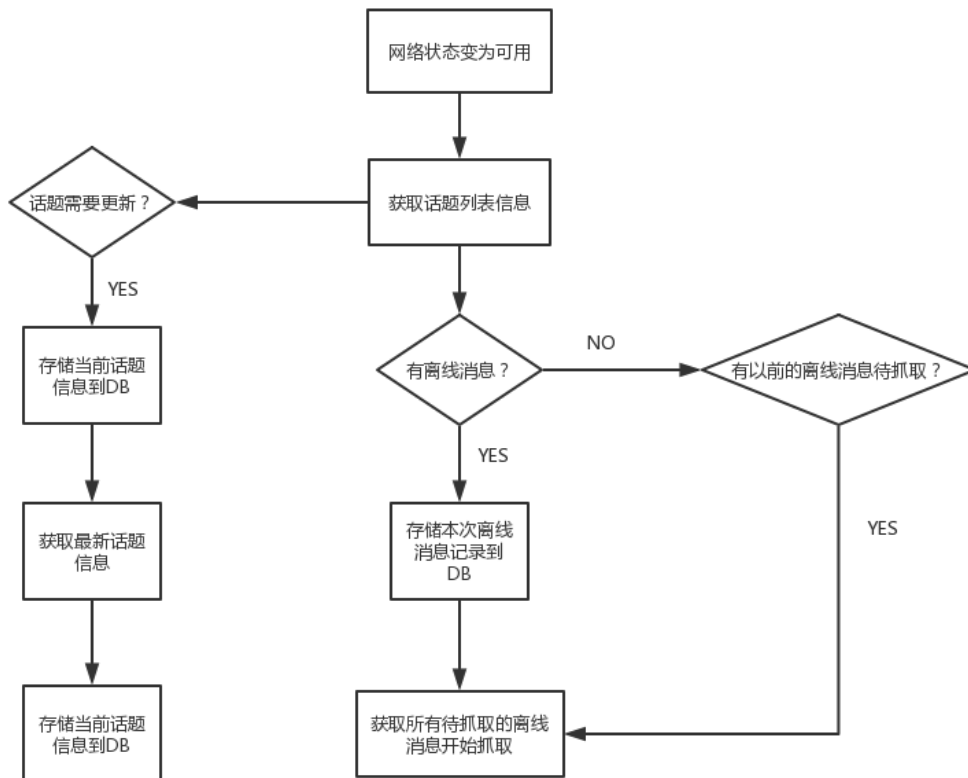 网络状态变为可用
话题需要更新？
获取话题列表信息
YES
存储当前话题
信息到DB
有离线消息？
NO
有以前的离线消息待抓取？
YES
获取最新话题
信息
存储本次离线
消息记录到
DB
YES
存储当前话题
信息到DB
获取所有待抓取的离线
消息开始抓取